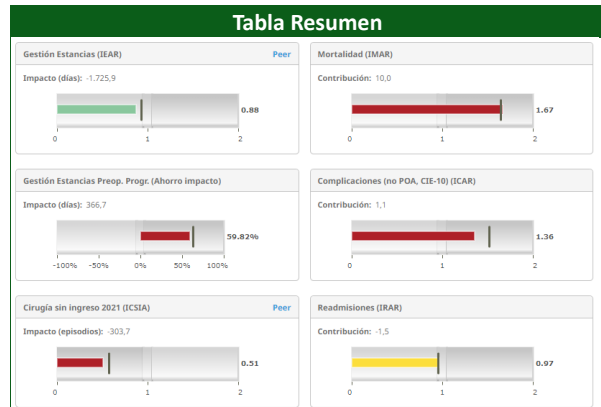 Tabla Resumen
Gestión Estancias (IEAR) Peer
Impacto (días): -1.725,9
0.88
0 1 2
Mortalidad (IMAR)
Contribución: 10,0
1.67
0 1 2
Gestión Estancias Preop. Progr. (Ahorro impacto)
Impacto (días): 366,7
59.82%
-100% -50% 0% 50% 100%
Complicaciones (no POA, CIE-10) (ICAR)
Contribución: 1,1
1.36
0 1 2
Cirugía sin ingreso 2021 (ICSIA) Peer
Impacto (episodios): -303,7
0.51
0 1 2
Readmisiones (IRAR)
Contribución: -1,5
0.97
0 1 2